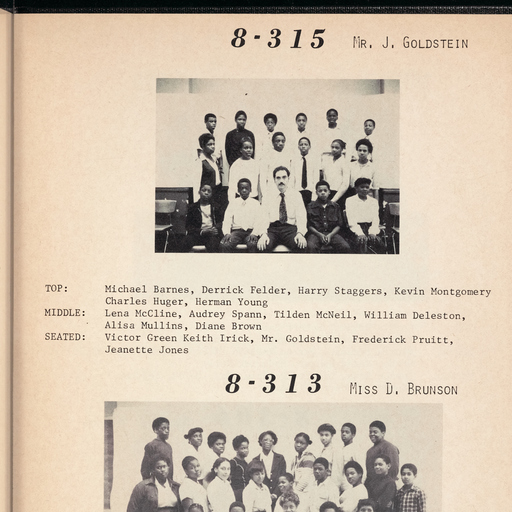 8-315 Mr. J. Goldstein
TOP: Michael Barnes, Derrick Felder, Harry Staggers, Kevin Montgomery
Charles Huger, Herman Young
MIDDLE: Lena McCline, Audrey Spann, Tilden McNeil, William Deleston,
Alisa Mullins, Diane Brown
SEATED: Victor Green Keith Irick, Mr. Goldstein, Frederick Pruitt,
Jeanette Jones
8-313 Miss D. Brunson